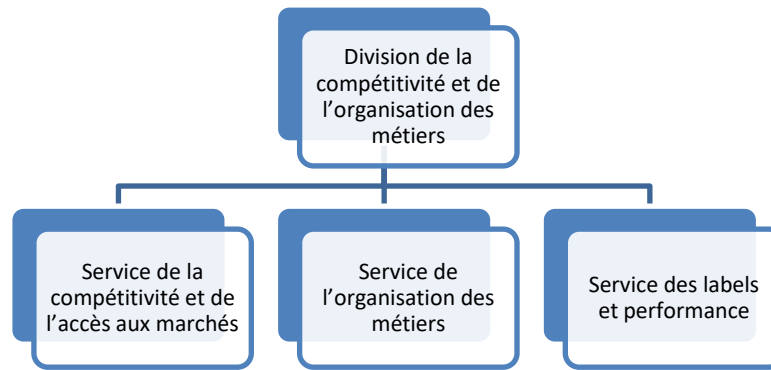 Division de la
compétitivité et de
l’organisation des
métiers
Service de la
compétitivité et de
l’accès aux marchés
Service de
l’organisation des
métiers
Service des labels
et performance